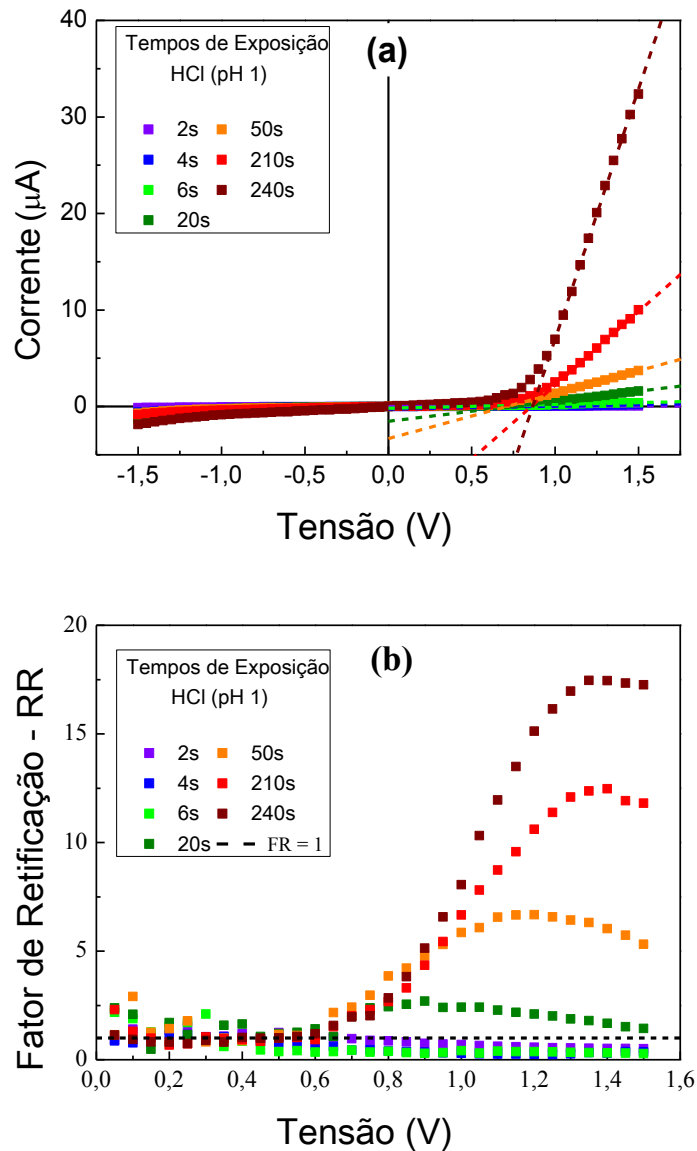 (a)
Tempos de Exposição
HCl (pH 1)
2s 50s
4s 210s
6s 240s
20s
Corrente (μA)
40
30
20
10
0
-1,5 -1,0 -0,5 0,0 0,5 1,0 1,5
Tensão (V)
(b)
Tempos de Exposição
HCl (pH 1)
2s 50s
4s 210s
6s 240s
20s FR = 1
Fator de Retificação - RR
20
15
10
5
0
0,0 0,2 0,4 0,6 0,8 1,0 1,2 1,4 1,6
Tensão (V)